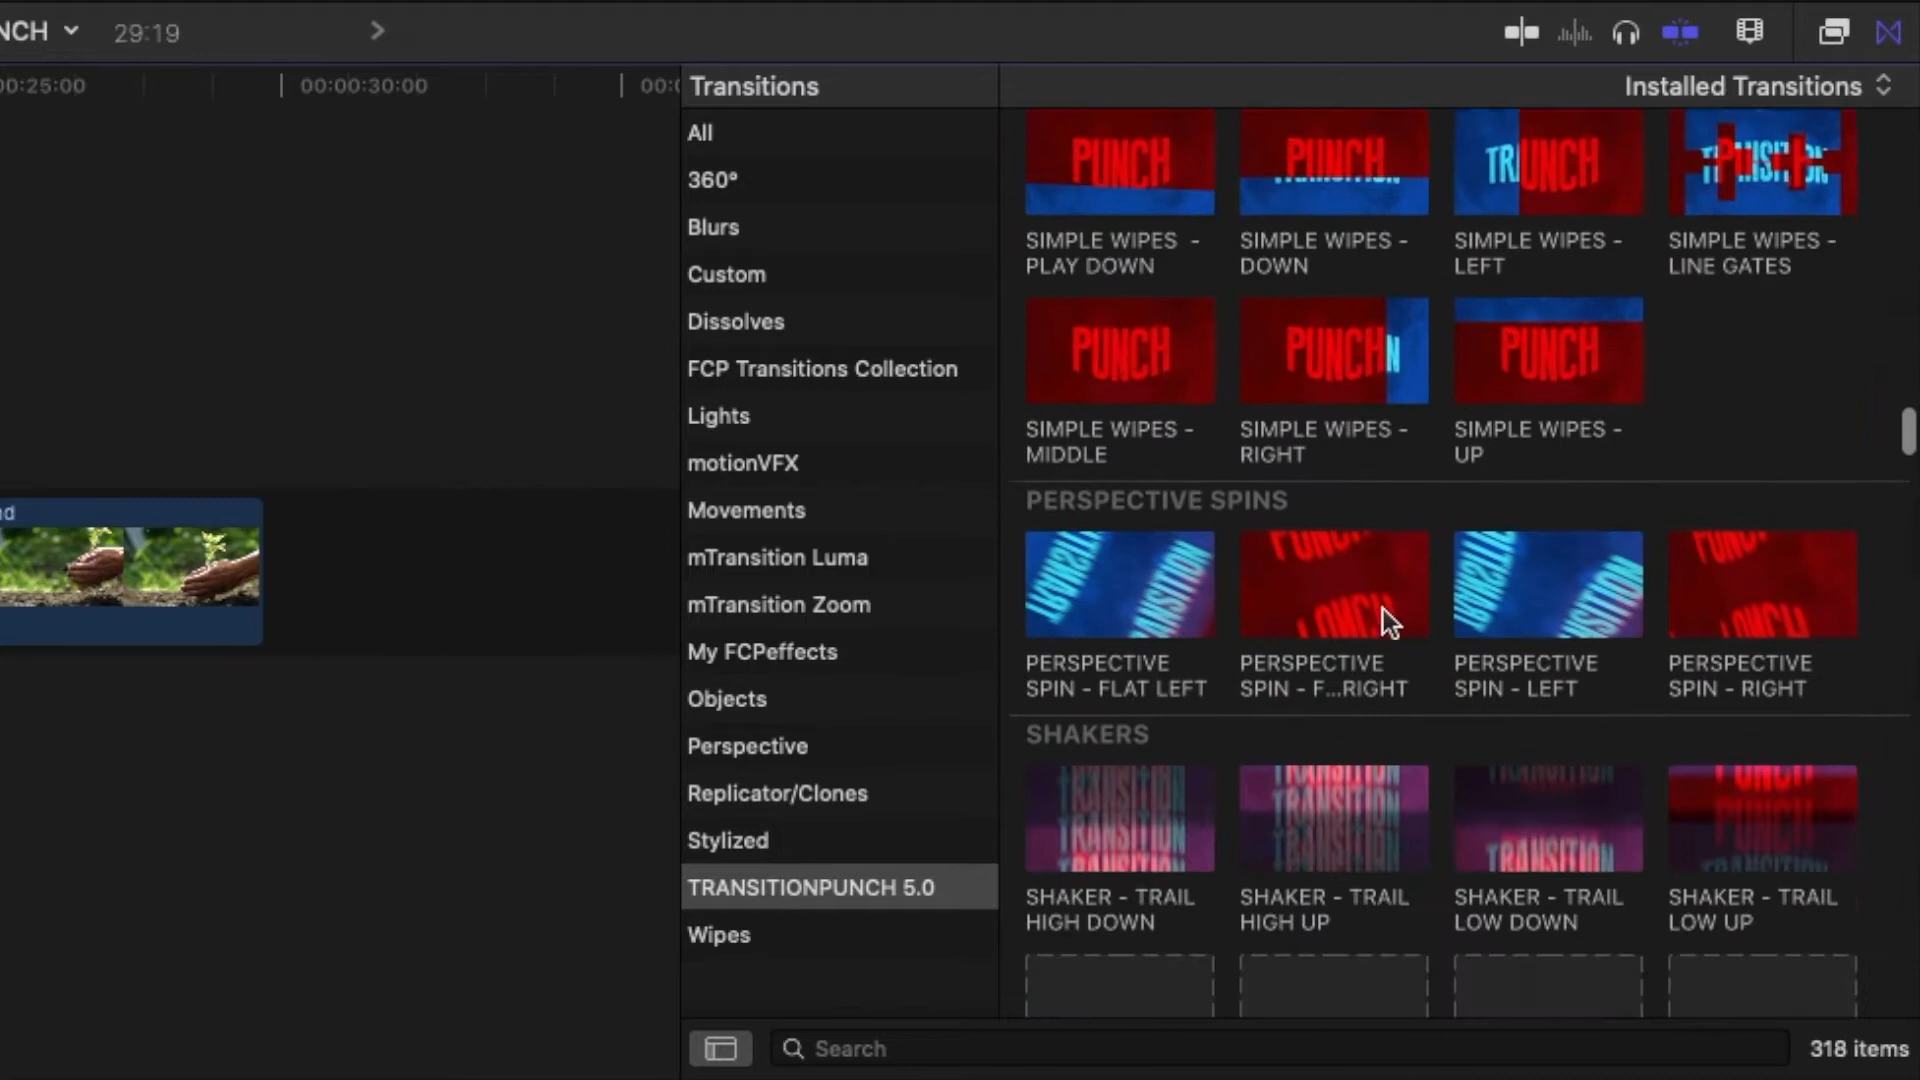 NCH
29:19
00:25:00
00:00:30:00
00:0
Transitions
Installed Transitions
All
360°
Blurs
Custom
Dissolves
FCP Transitions Collection
Lights
motionVFX
Movements
mTransition Luma
mTransition Zoom
My FCPeffects
Objects
Perspective
Replicator/Clones
Stylized
TRANSITIONPUNCH 5.0
Wipes
PUNCH
PUNCH
TRUNCH
SIMPLE WIPES -
PLAY DOWN
SIMPLE WIPES -
DOWN
SIMPLE WIPES -
LEFT
SIMPLE WIPES -
LINE GATES
PUNCH
PUNCHN
PUNCH
SIMPLE WIPES -
MIDDLE
SIMPLE WIPES -
RIGHT
SIMPLE WIPES -
UP
PERSPECTIVE SPINS
PERSPECTIVE
SPIN - FLAT LEFT
PERSPECTIVE
SPIN - F...RIGHT
PERSPECTIVE
SPIN - LEFT
PERSPECTIVE
SPIN - RIGHT
SHAKERS
TRANSITION
TRANSITION
TRANSITION
TRANSITION
PUNCH
SHAKER - TRAIL
HIGH DOWN
SHAKER - TRAIL
HIGH UP
SHAKER - TRAIL
LOW DOWN
SHAKER - TRAIL
LOW UP
Search
318 items